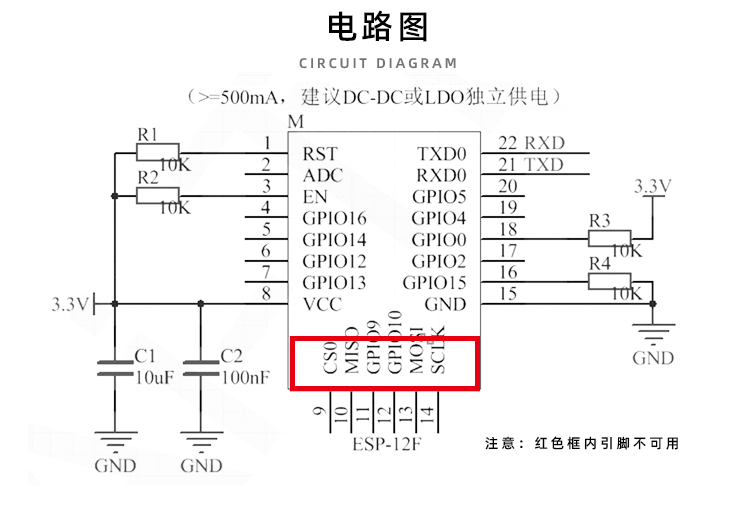 电路图
CIRCUIT DIAGRAM
（>=500mA，建议DC-DC或LDO独立供电）
M
R1
10K
R2
10K
1
2
3
4
5
6
7
8
RST
ADC
EN
GPIO16
GPIO14
GPIO12
GPIO13
VCC
TXD0
RXD0
GPIO5
GPIO4
GPIO0
GPIO2
GPIO15
GND
22 RXD
21 TXD
20
19
18
17
16
15
3.3V
R3
10K
R4
10K
GND
3.3V
C1
10uF
C2
100nF
GND
GND
CS0
MISO
GPIO9
GPIO10
MOSI
SCLK
9
10
11
12
13
14
ESP-12F
注意：红色框内引脚不可用